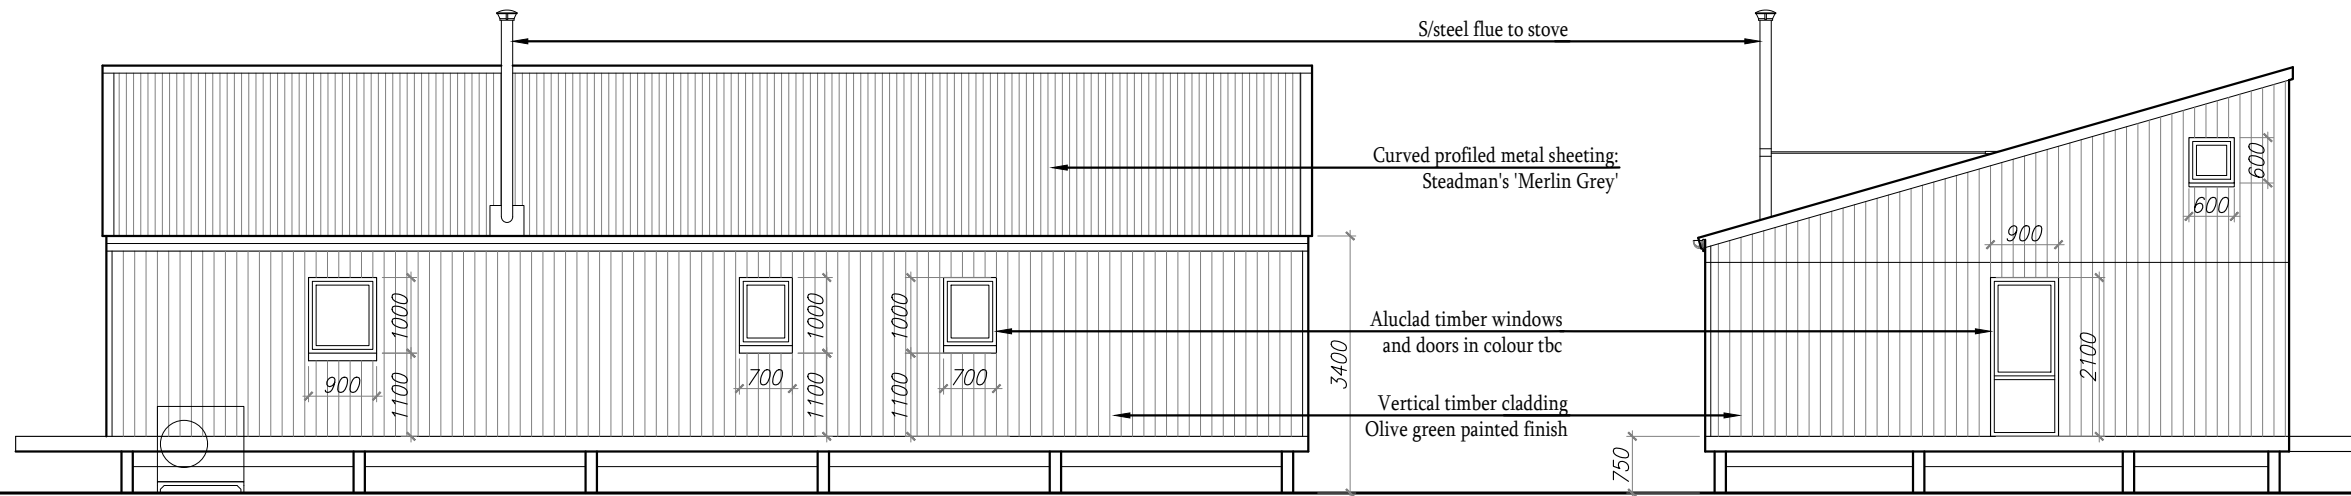 S/steel flue to stove
Curved profiled metal sheeting:
Steadman's 'Merlin Grey'
600
600
900
1000
1000
1000
Aluclad timber windows
and doors in colour tbc
2100
3400
900
700
700
1100
1100
1100
Vertical timber cladding
Olive green painted finish
750